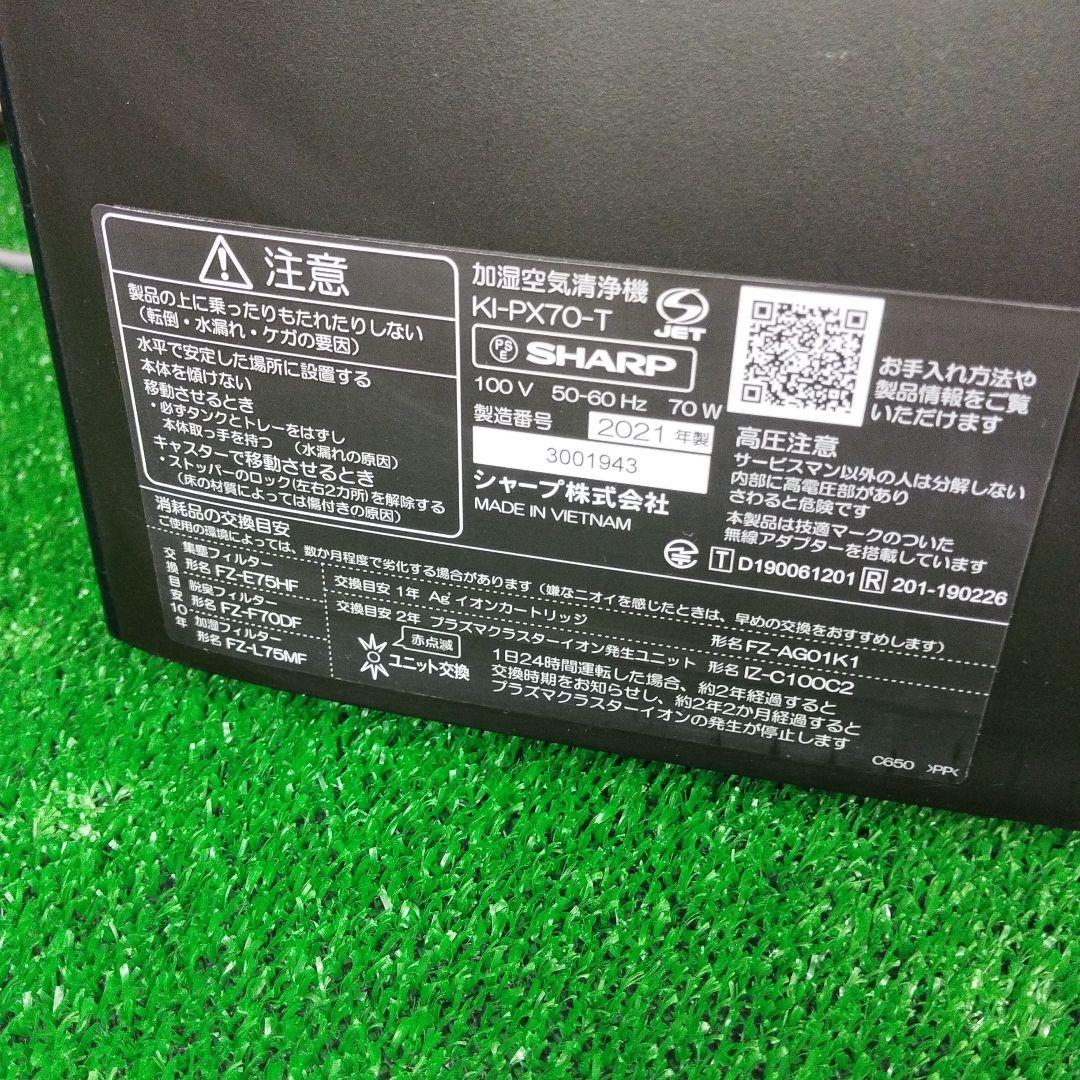 注意
製品の上に乗ったりもたれたりしない
(転倒・水漏れ・ケガの要因)
水平で安定した場所に設置する
本体を傾けない
移動させるとき
・必ずタンクとトレーをはずし
本体取っ手を持つ (水漏れの原因)
キャスターで移動させるとき
・ストッパーのロック(左右2カ所)を解除する
(床の材質によっては傷付きの原因)
加湿空気清浄機
KI-PX70-T
JET
PSE SHARP
100 V 50-60 Hz 70 W
製造番号 2021 年製
3001943
シャープ株式会社
MADE IN VIETNAM
お手入れ方法や
製品情報をご覧
いただけます
高圧注意
サービスマン以外の人は分解しない
内部に高電圧部があり
さわると危険です
本製品は技適マークのついた
無線アダプターを搭載しています
T D190061201 R 201-190226
消耗品の交換目安
ご使用の環境によっては、数か月程度で劣化する場合があります(嫌なニオイを感じたときは、早めの交換をおすすめします)
交換目安10年
集塵フィルター
形名 FZ-E75HF
脱臭フィルター
形名 FZ-F70DF
加湿フィルター
形名 FZ-L75MF
交換目安 1年 Ag イオンカートリッジ 形名 FZ-AG01K1
交換目安 2年 プラズマクラスターイオン発生ユニット 形名 IZ-C100C2
赤点滅
ユニット交換
1日24時間運転した場合、約2年経過すると
交換時期をお知らせし、約2年2か月経過すると
プラズマクラスターイオンの発生が停止します
C650 >PP<